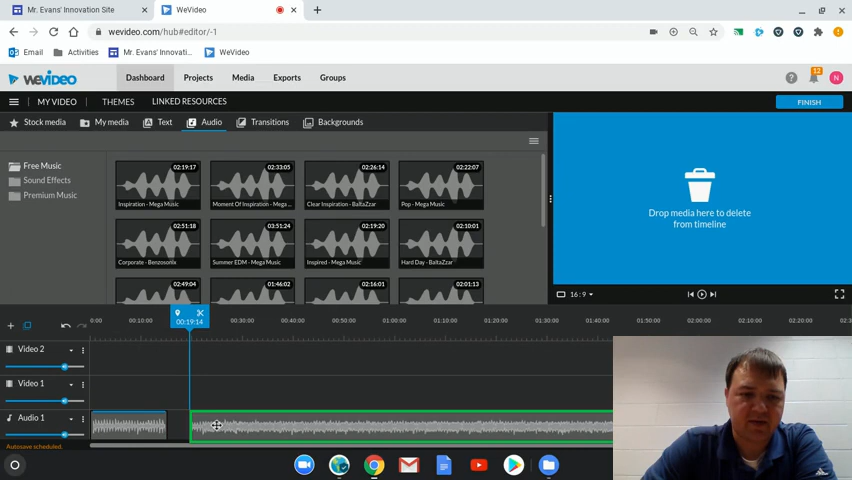 Mr. Evans' Innovation Site
WeVideo
wevideo.com/hub#editor/-1
Email
Activities
Mr. Evans' Innovati...
WeVideo
wevideo
Dashboard
Projects
Media
Exports
Groups
12
N
MY VIDEO
THEMES
LINKED RESOURCES
FINISH
Stock media
My media
Text
Audio
Transitions
Backgrounds
Free Music
Sound Effects
Premium Music
02:19:17
02:33:05
02:26:14
02:22:07
Inspiration - Mega Music
Moment Of Inspiration - Mega ...
Clear Inspiration - BaltaZzar
Pop - Mega Music
02:51:18
03:51:24
02:19:20
02:10:01
Corporate - Benzosonix
Summer EDM - Mega Music
Inspired - Mega Music
Hard Day - BaltaZzar
02:49:04
01:46:02
02:16:01
02:01:13
Drop media here to delete
from timeline
16:9
0:00
00:10:00
00:19:14
00:30:00
00:40:00
00:50:00
01:00:00
01:10:00
01:20:00
01:30:00
01:40:00
01:50:00
02:00:00
02:10:00
02:20:00
Video 2
Video 1
Audio 1
Autosave scheduled.